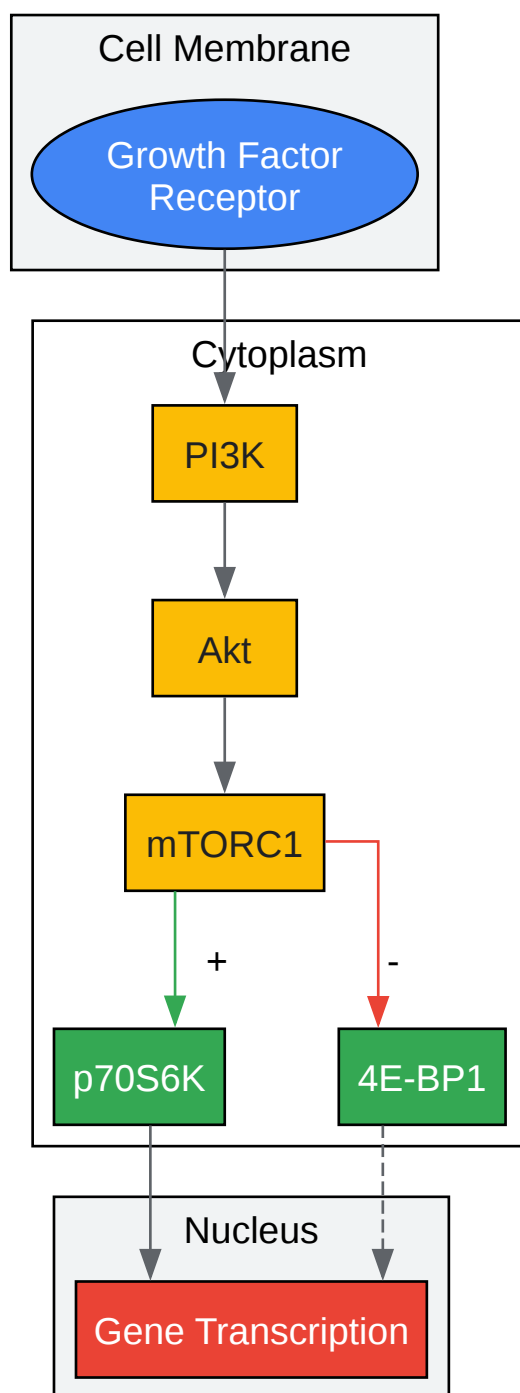 Cell Membrane
Growth Factor
Receptor
Cytoplasm
PI3K
Akt
mTORC1
+
-
p70S6K
4E-BP1
Nucleus
Gene Transcription